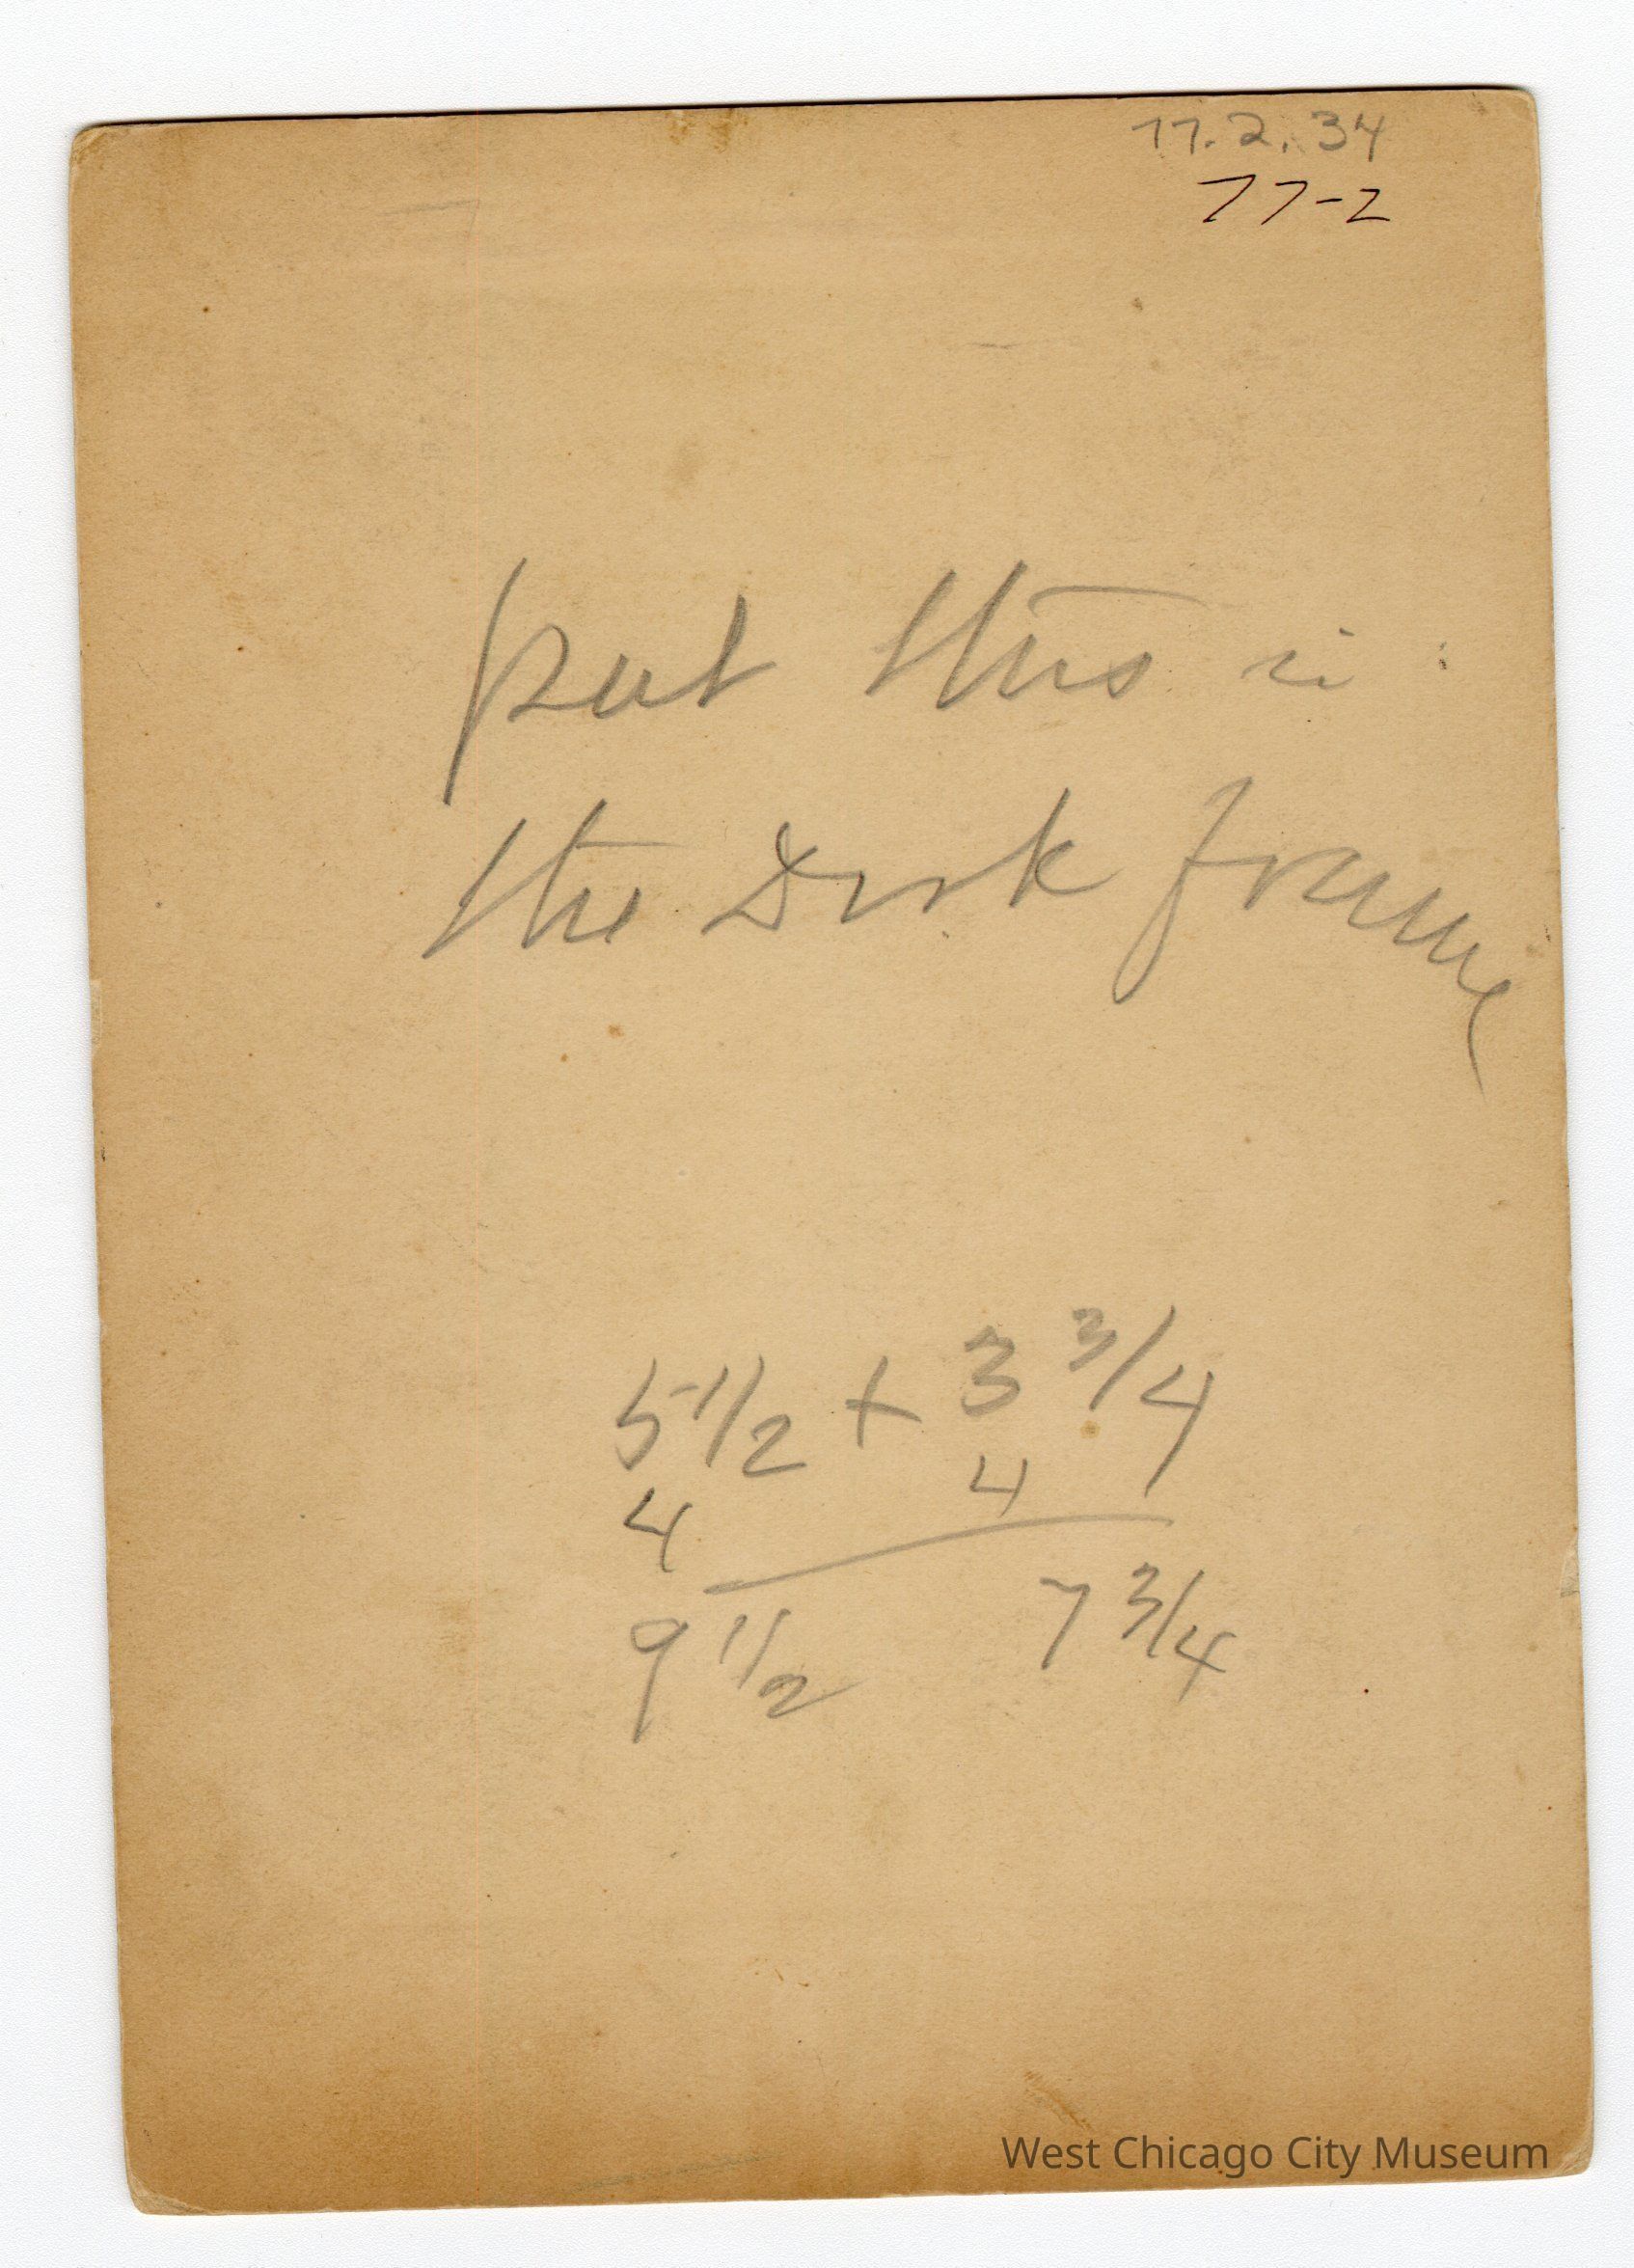 77.2.34
77-2
put this in
the Desk frame
5 1/2 + 3 3/4
4 4
9 1/2 7 3/4
West Chicago City Museum